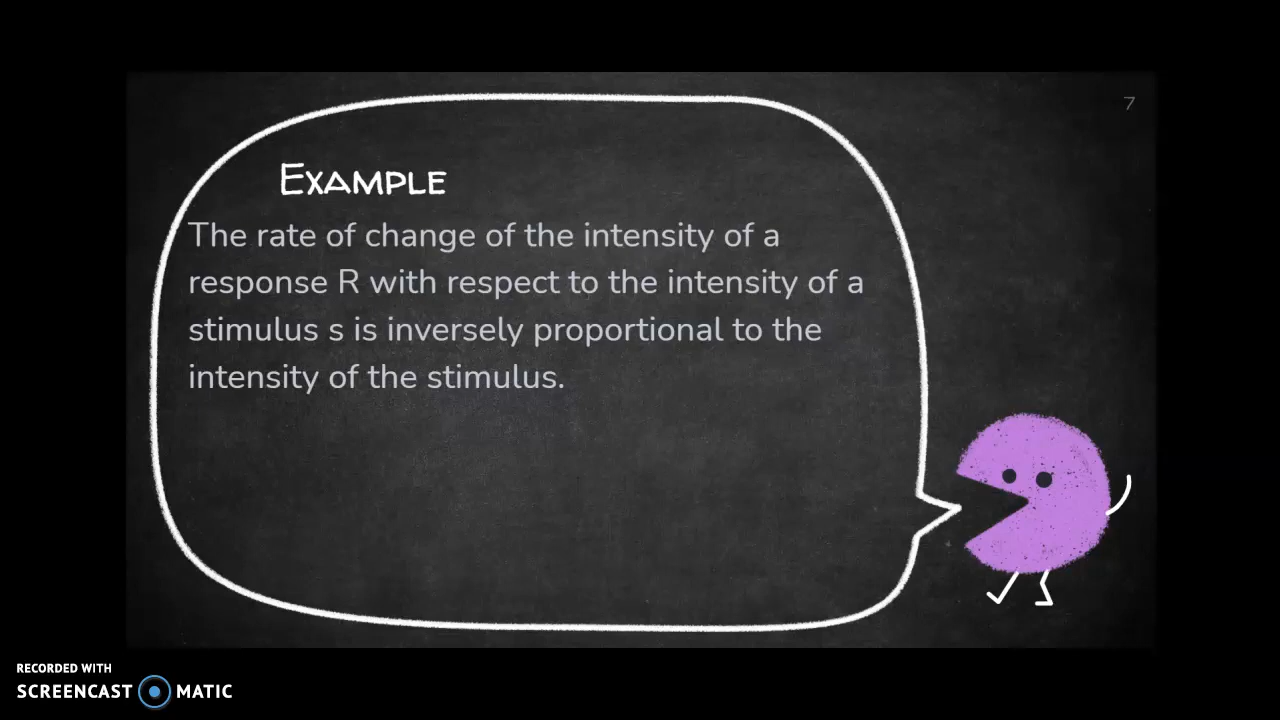 7
Example
The rate of change of the intensity of a
response R with respect to the intensity of a
stimulus s is inversely proportional to the
intensity of the stimulus.
RECORDED WITH
SCREENCAST MATIC